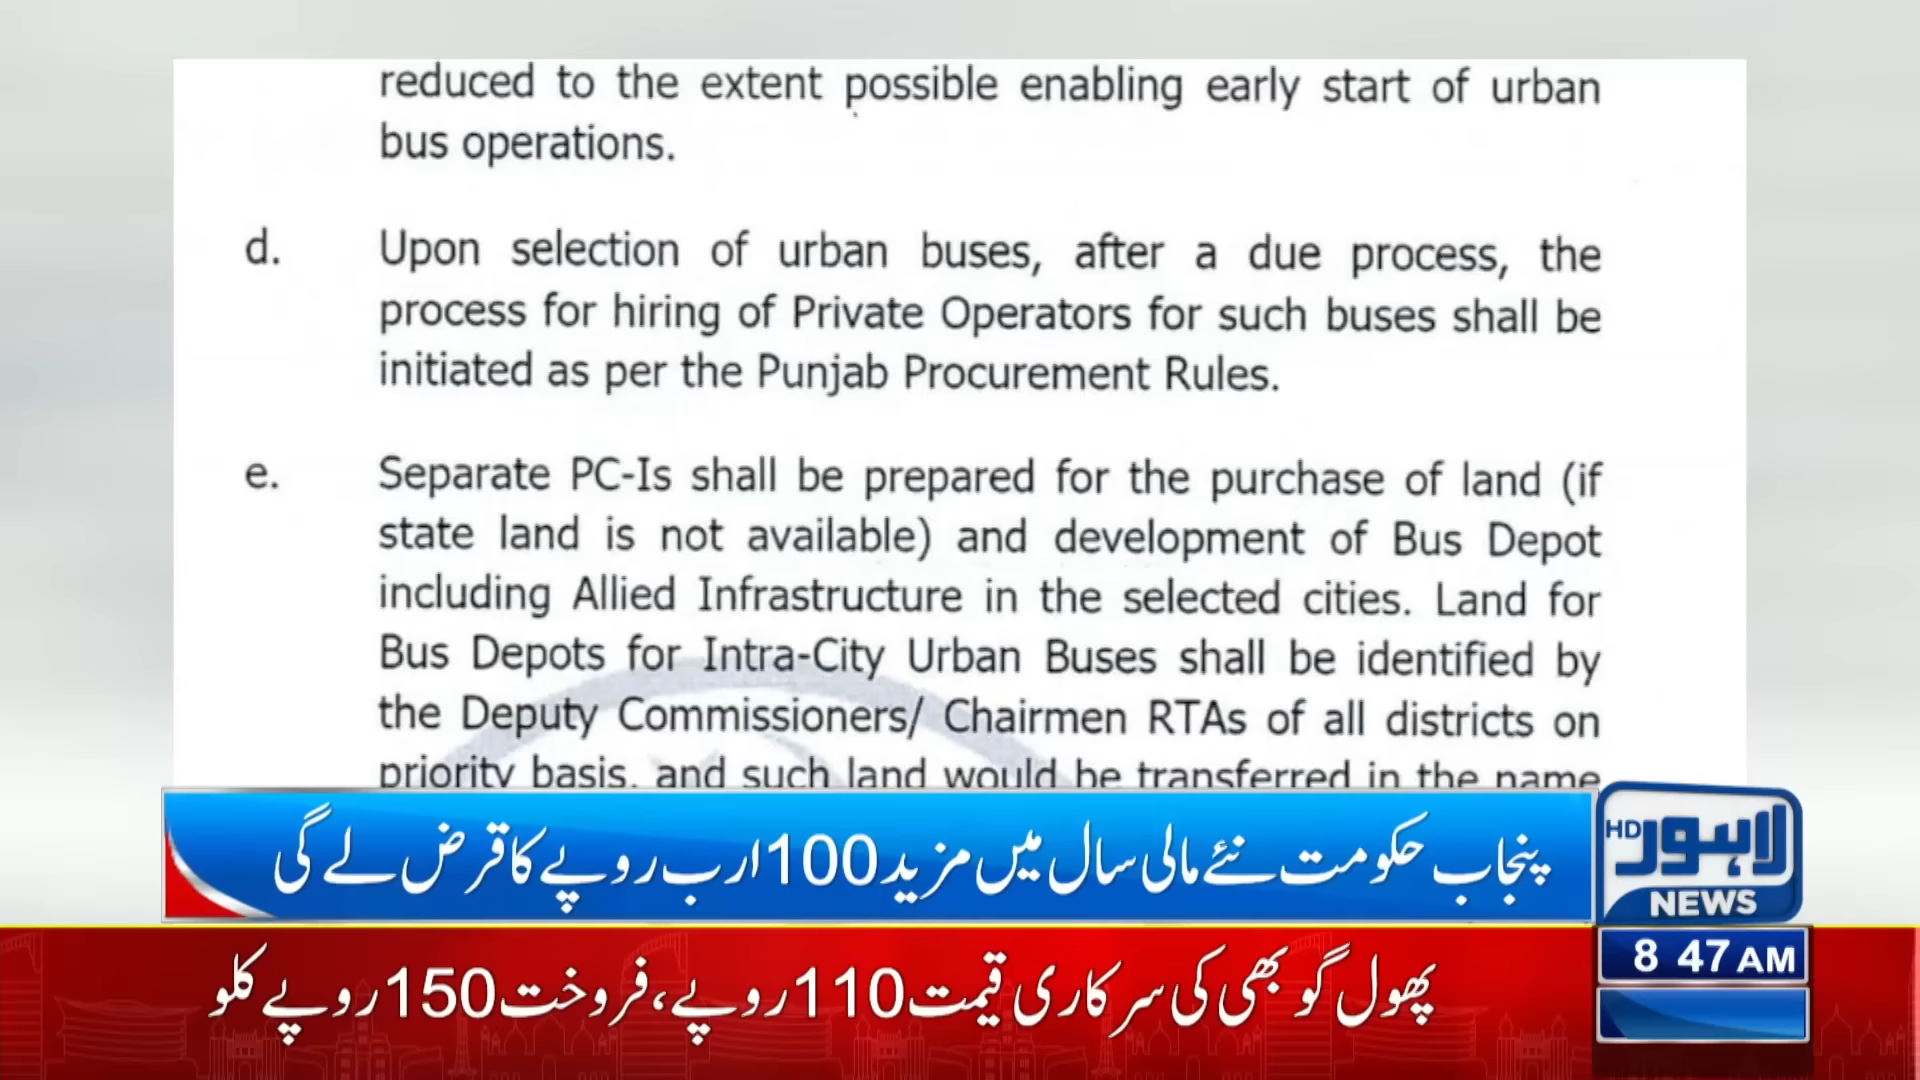 reduced to the extent possible enabling early start of urban
bus operations.
d. Upon selection of urban buses, after a due process, the
process for hiring of Private Operators for such buses shall be
initiated as per the Punjab Procurement Rules.
e. Separate PC-Is shall be prepared for the purchase of land (if
state land is not available) and development of Bus Depot
including Allied Infrastructure in the selected cities. Land for
Bus Depots for Intra-City Urban Buses shall be identified by
the Deputy Commissioners/ Chairmen RTAs of all districts on
priority basis, and such land would be transferred in the name
پنجاب حکومت نئے مالی سال میں مزید 100 ارب روپے کا قرض لے گی
لاہور HD
NEWS
8 47 AM
پھول گوبھی کی سرکاری قیمت 110 روپے، فروخت 150 روپے کلو